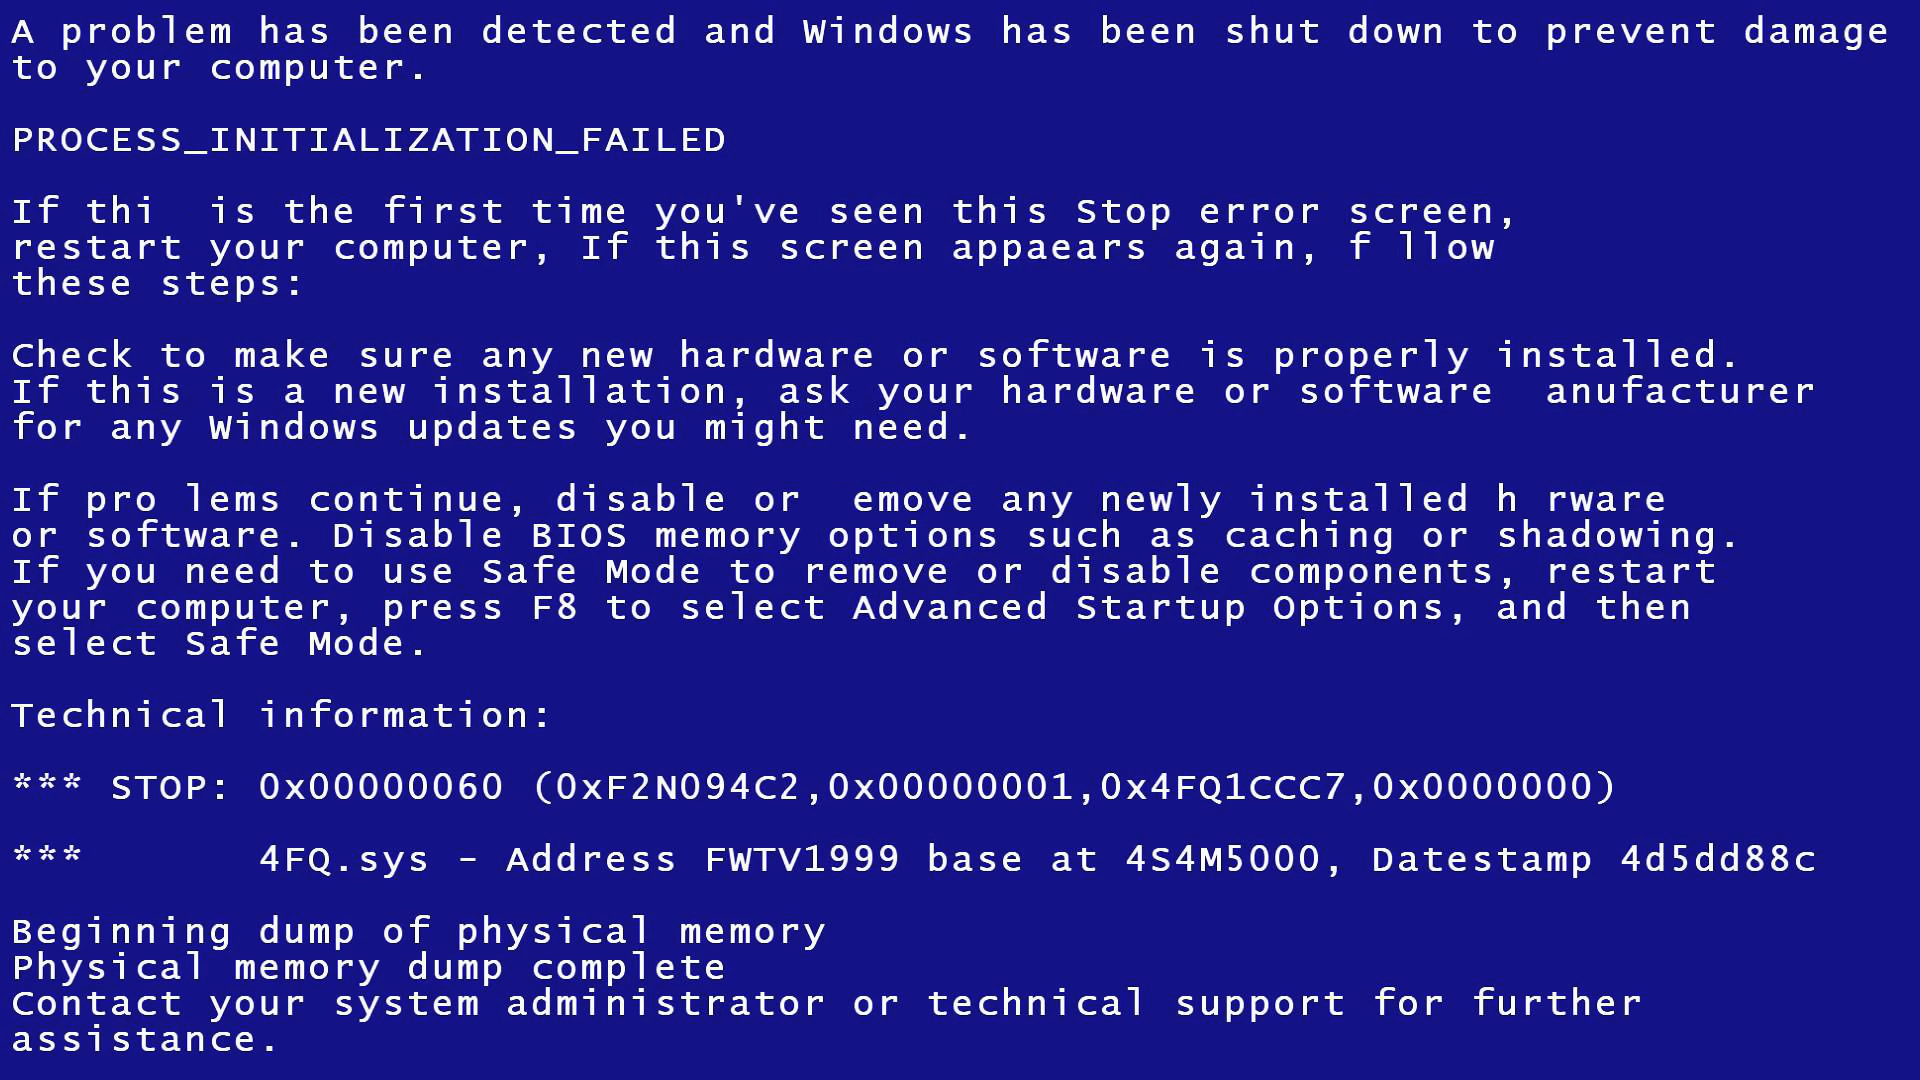 A problem has been detected and Windows has been shut down to prevent damage
to your computer.
PROCESS_INITIALIZATION_FAILED
If thi  is the first time you've seen this Stop error screen,
restart your computer, If this screen appaears again, f llow
these steps:
Check to make sure any new hardware or software is properly installed.
If this is a new installation, ask your hardware or software  anufacturer
for any Windows updates you might need.
If pro lems continue, disable or  emove any newly installed h rware
or software. Disable BIOS memory options such as caching or shadowing.
If you need to use Safe Mode to remove or disable components, restart
your computer, press F8 to select Advanced Startup Options, and then
select Safe Mode.
Technical information:
*** STOP: 0x00000060 (0xF2N094C2,0x00000001,0x4FQ1CCC7,0x0000000)
***       4FQ.sys - Address FWTV1999 base at 4S4M5000, Datestamp 4d5dd88c
Beginning dump of physical memory
Physical memory dump complete
Contact your system administrator or technical support for further
assistance.